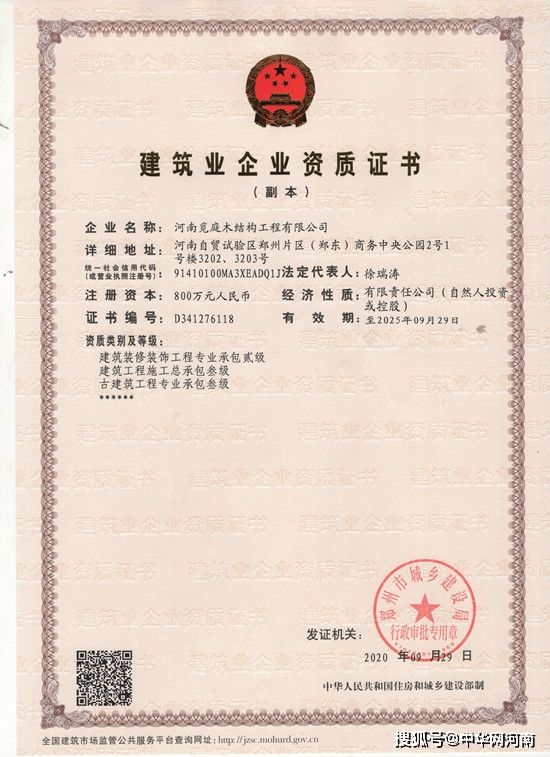 建筑业企业资质证书
（副本）
企业名称： 河南觅庭木结构工程有限公司
详细地址： 河南自贸试验区郑州片区（郑东）商务中央公园2号1
号楼3202、3203号
统一社会信用代码
（或营业执照注册号）： 91410100MA3XEADQ1J 法定代表人： 徐瑞涛
注册资本： 800万元人民币 经济性质： 有限责任公司（自然人投资
或控股）
证书编号： D341276118 有效期： 至2025年09月29日
资质类别及等级：
建筑装修装饰工程专业承包贰级
建筑工程施工总承包叁级
古建筑工程专业承包叁级
******
郑州市城乡建设局
行政审批专用章
发证机关：
2020 年 09 月 29 日
中华人民共和国住房和城乡建设部制
全国建筑市场监管公共服务平台查询网址：http://jzsc.mohurd.gov.cn
搜狐号@中华网河南